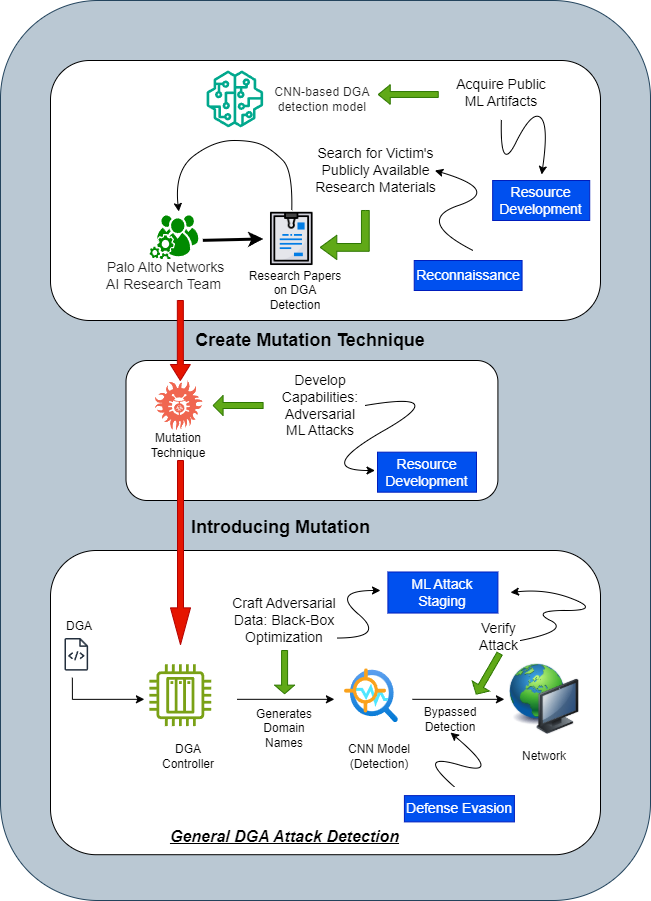 CNN-based DGA
detection model
Acquire Public
ML Artifacts
Search for Victim's
Publicly Available
Research Materials
Resource
Development
Palo Alto Networks
AI Research Team
Research Papers
on DGA
Detection
Reconnaissance
Create Mutation Technique
Develop
Capabilities:
Adversarial
ML Attacks
Mutation
Technique
Resource
Development
Introducing Mutation
ML Attack
Staging
Craft Adversarial
Data: Black-Box
Optimization
Verify
Attack
DGA
</>
Generates
Domain
Names
Bypassed
Detection
DGA
Controller
CNN Model
(Detection)
Network
Defense Evasion
General DGA Attack Detection